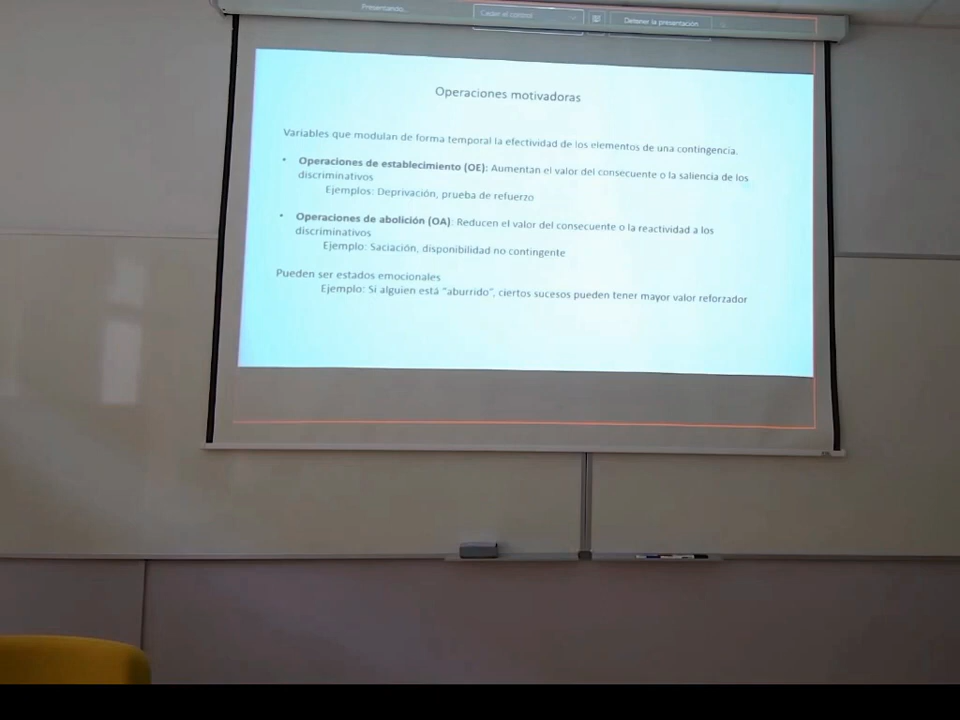 Presentando...
Ceder el control
Detener la presentación
Operaciones motivadoras
Variables que modulan de forma temporal la efectividad de los elementos de una contingencia.
• Operaciones de establecimiento (OE): Aumentan el valor del consecuente o la saliencia de los
discriminativos
Ejemplos: Deprivación, prueba de refuerzo
• Operaciones de abolición (OA): Reducen el valor del consecuente o la reactividad a los
discriminativos
Ejemplo: Saciación, disponibilidad no contingente
Pueden ser estados emocionales
Ejemplo: Si alguien está "aburrido", ciertos sucesos pueden tener mayor valor reforzador